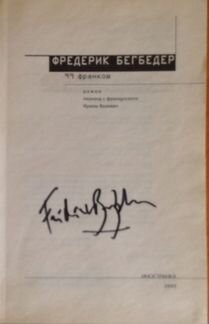 ФРЕДЕРИК БЕГБЕДЕР
99 франков
роман
перевод с французского
Ирины Волевич
ИНОСТРАНКА